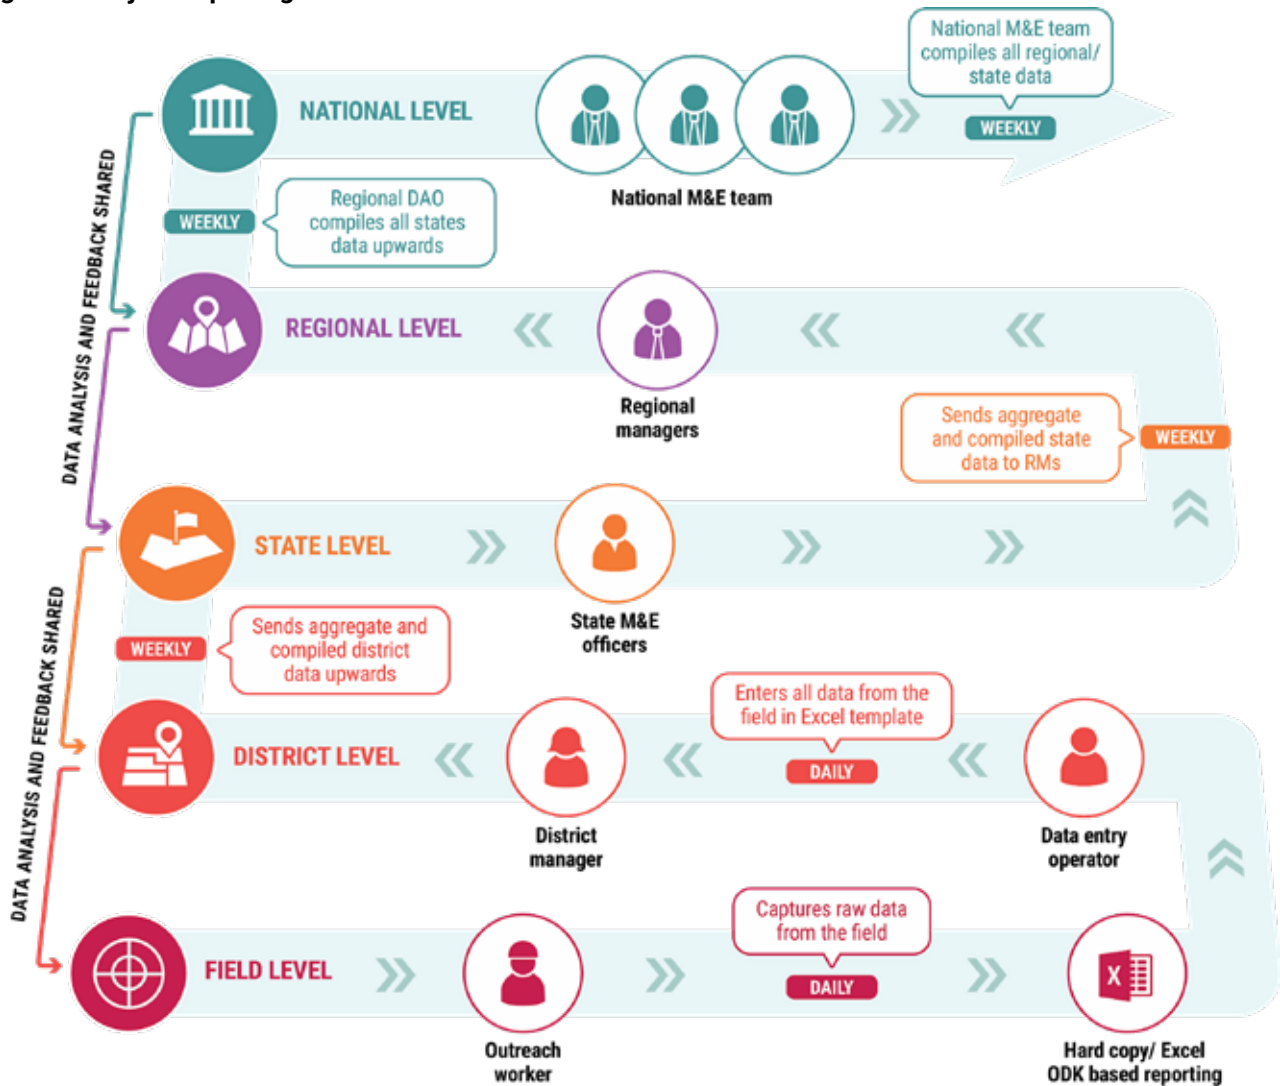 National M&E team
compiles all regional/
state data
WEEKLY
NATIONAL LEVEL
National M&E team
WEEKLY
Regional DAO
compiles all states
data upwards
DATA ANALYSIS AND FEEDBACK SHARED
REGIONAL LEVEL
Regional
managers
Sends aggregate
and compiled state
data to RMs
WEEKLY
STATE LEVEL
State M&E
officers
WEEKLY
Sends aggregate and
compiled district
data upwards
DATA ANALYSIS AND FEEDBACK SHARED
DISTRICT LEVEL
District
manager
Enters all data from the
field in Excel template
DAILY
Data entry
operator
FIELD LEVEL
Outreach
worker
Captures raw data
from the field
DAILY
X
Hard copy/ Excel
ODK based reporting